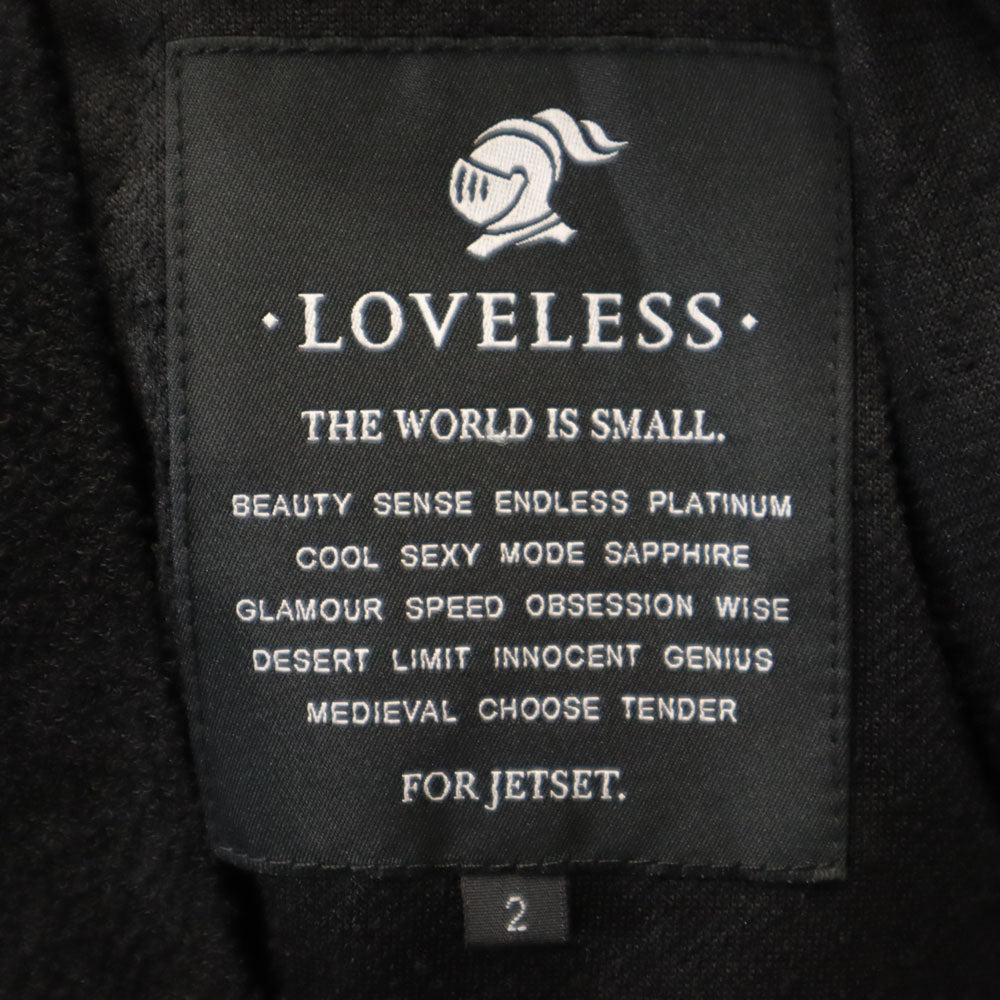 · LOVELESS ·
THE WORLD IS SMALL.
BEAUTY SENSE ENDLESS PLATINUM
COOL SEXY MODE SAPPHIRE
GLAMOUR SPEED OBSESSION WISE
DESERT LIMIT INNOCENT GENIUS
MEDIEVAL CHOOSE TENDER
FOR JETSET.
2